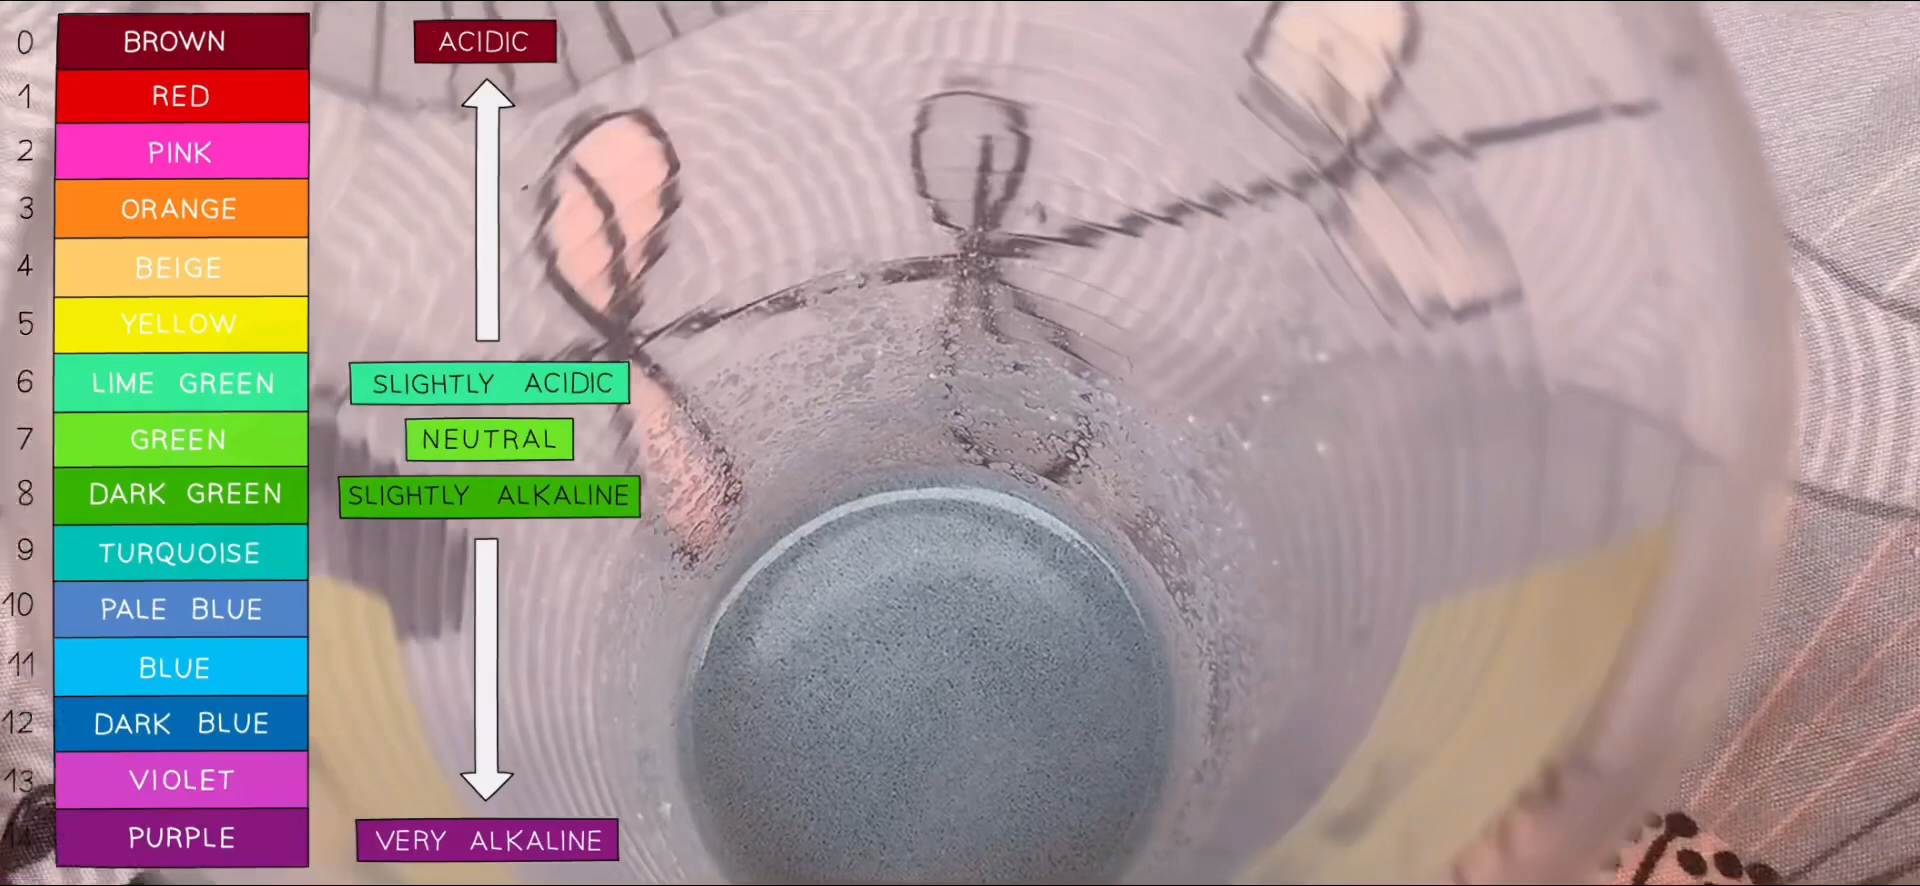 0 BROWN ACIDIC
1 RED
2 PINK
3 ORANGE
4 BEIGE
5 YELLOW
6 LIME GREEN SLIGHTLY ACIDIC
7 GREEN NEUTRAL
8 DARK GREEN SLIGHTLY ALKALINE
9 TURQUOISE
10 PALE BLUE
11 BLUE
12 DARK BLUE
13 VIOLET
14 PURPLE VERY ALKALINE